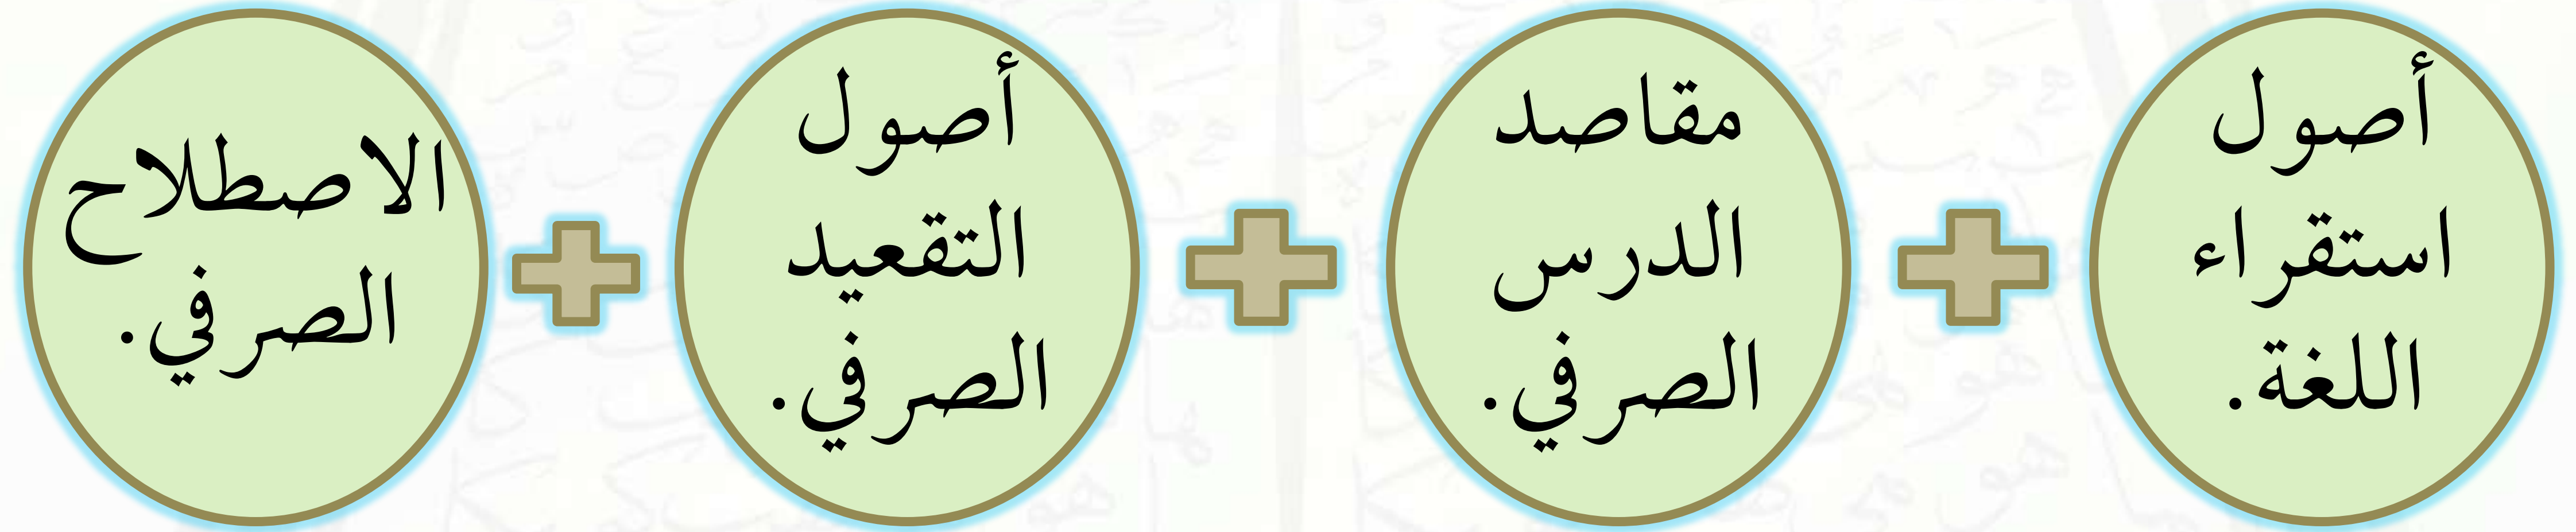 أصول
استقراء
اللغة.
مقاصد
الدرس
الصرفي.
أصول
التقعيد
الصرفي.
الاصطلاح
الصرفي.